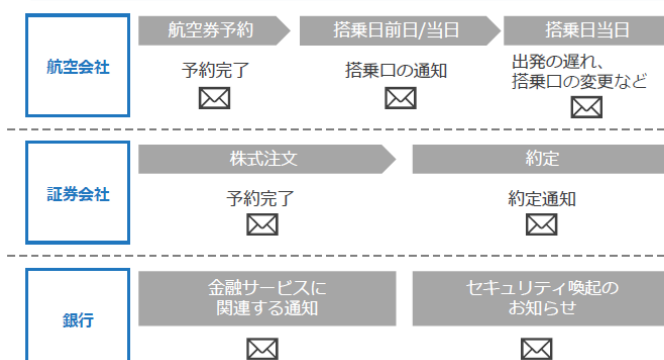 航空会社
航空券予約
搭乗日前日/当日
搭乗日当日
予約完了
搭乗口の通知
出発の遅れ、
搭乗口の変更など
証券会社
株式注文
約定
予約完了
約定通知
銀行
金融サービスに
関連する通知
セキュリティ喚起の
お知らせ